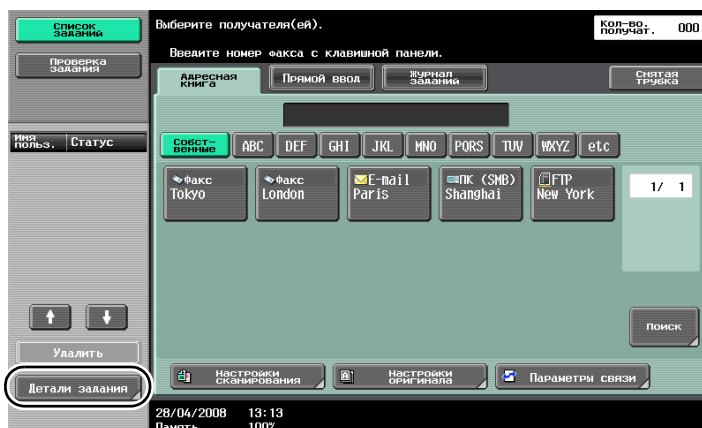 Список
заданий
Проверка
задания
Имя
польз.
Статус
Удалить
Детали задания
Выберите получателя(ей).
Введите номер факса с клавишной панели.
Кол-во.
получат.
000
Адресная
книга
Прямой ввод
Журнал
заданий
Снятая
трубка
Собст-
венные
ABC
DEF
GHI
JKL
MNO
PQRS
TUV
WXYZ
etc
Факс
Tokyo
Факс
London
E-mail
Paris
ПК (SMB)
Shanghai
FTP
New York
1/ 1
Поиск
Настройки
сканирования
Настройки
оригинала
Параметры связи
28/04/2008 13:13
Память 100%